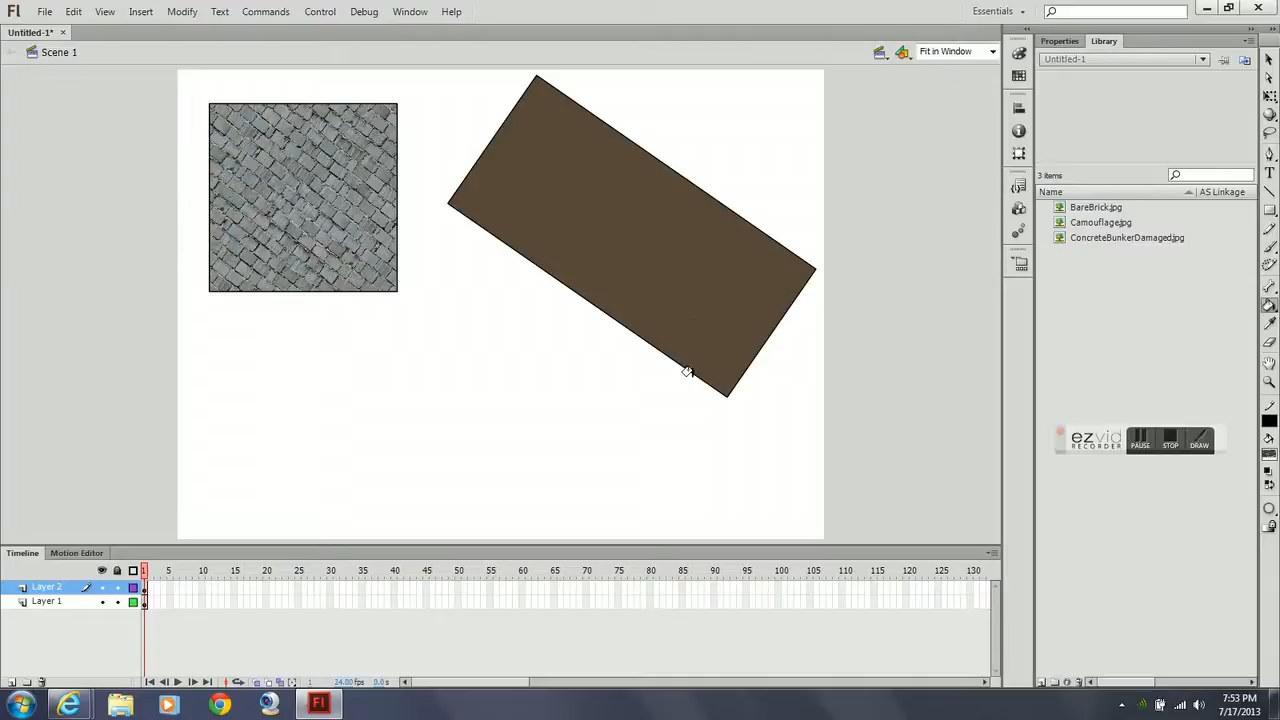 Fl File Edit View Insert Modify Text Commands Control Debug Window Help Essentials
Untitled-1* ×
Scene 1 Fit in Window
Properties Library
Untitled-1
3 items
Name AS Linkage
BareBrick.jpg
Camouflage.jpg
ConcreteBunkerDamaged.jpg
T
ezvid
RECORDER
PAUSE STOP DRAW
Timeline Motion Editor
1 5 10 15 20 25 30 35 40 45 50 55 60 65 70 75 80 85 90 95 100 105 110 115 120 125 130
Layer 2
Layer 1
1 24.00 fps 0.0 s
Fl
7:53 PM
7/17/2013